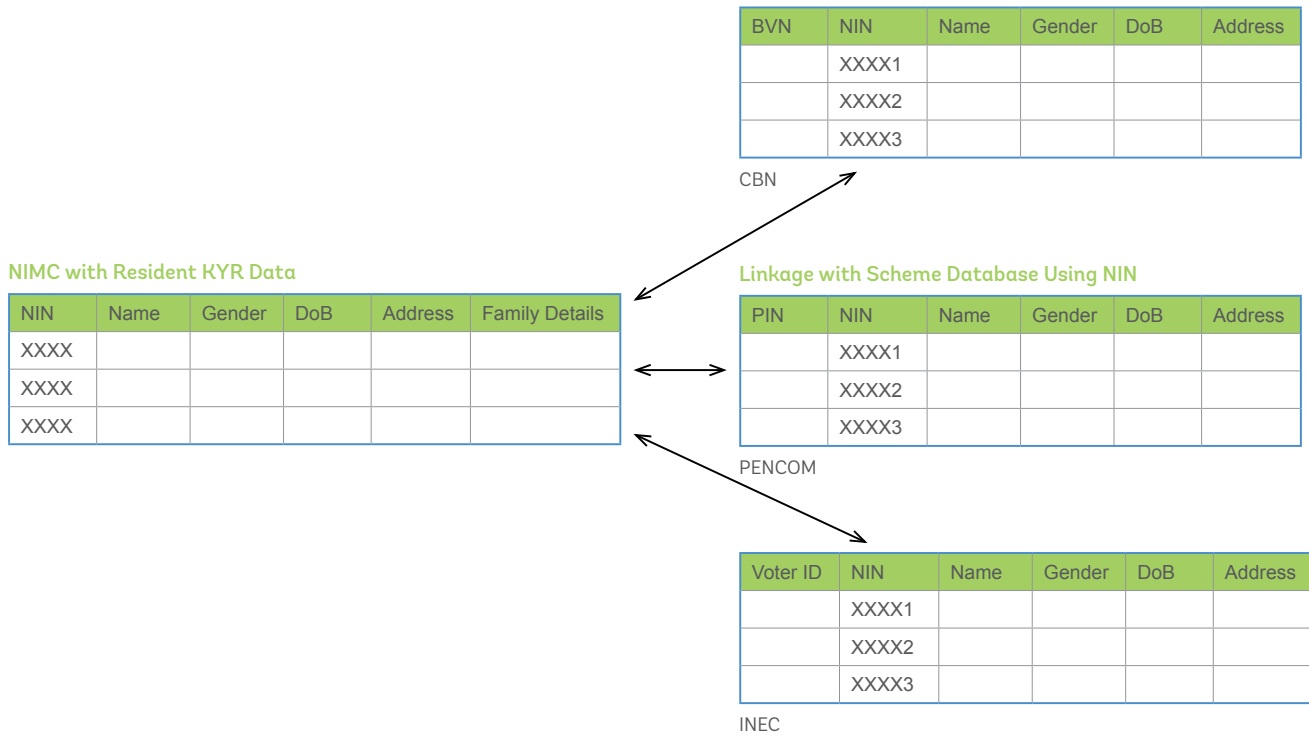 BVN NIN Name Gender DoB Address
XXXX1
XXXX2
XXXX3
CBN
NIMC with Resident KYR Data
NIN Name Gender DoB Address Family Details
XXXX
XXXX
XXXX
Linkage with Scheme Database Using NIN
PIN NIN Name Gender DoB Address
XXXX1
XXXX2
XXXX3
PENCOM
Voter ID NIN Name Gender DoB Address
XXXX1
XXXX2
XXXX3
INEC